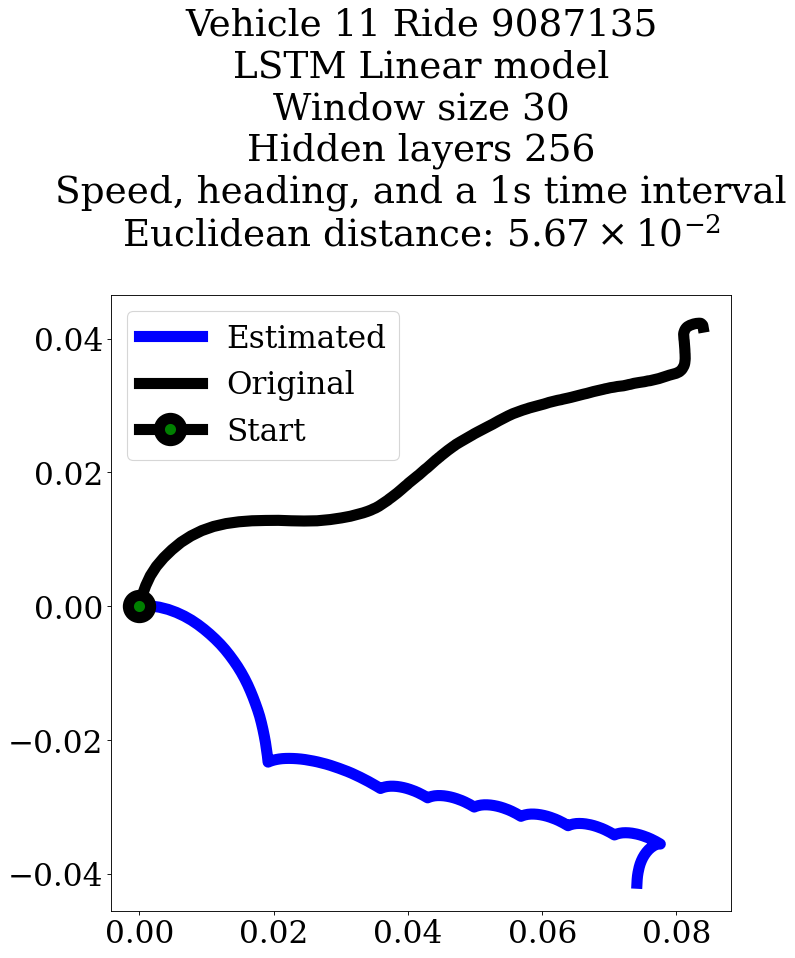 Vehicle 11 Ride 9087135
LSTM Linear model
Window size 30
Hidden layers 256
Speed, heading, and a 1s time interval
Euclidean distance: 5.67 × 10⁻²
Estimated
Original
Start
0.04
0.02
0.00
−0.02
−0.04
0.00 0.02 0.04 0.06 0.08